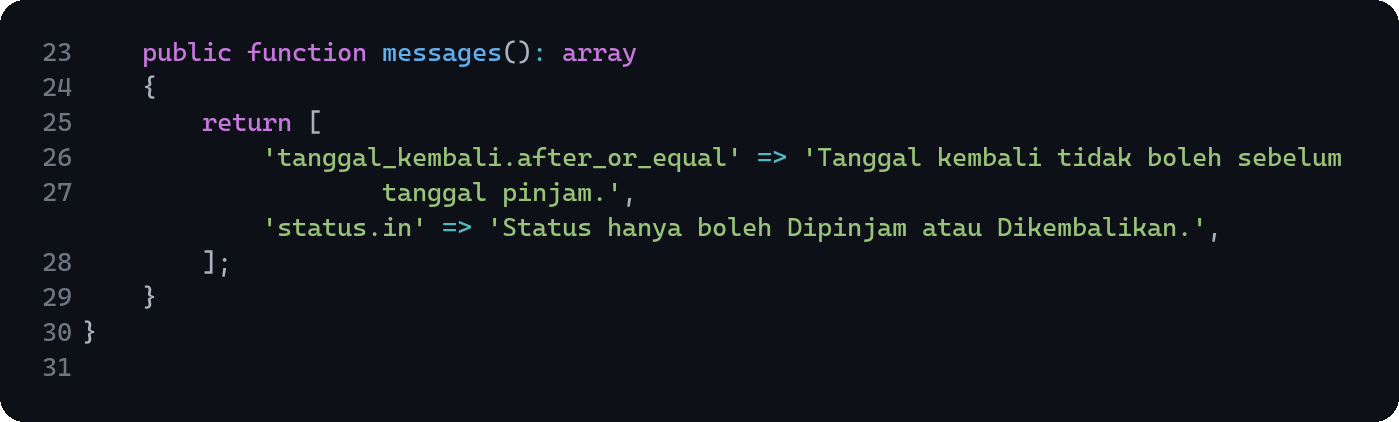 23 public function messages(): array
24 {
25 return [
26 'tanggal_kembali.after_or_equal' => 'Tanggal kembali tidak boleh sebelum
27 tanggal pinjam.',
'status.in' => 'Status hanya boleh Dipinjam atau Dikembalikan.',
28 ];
29 }
30 }
31